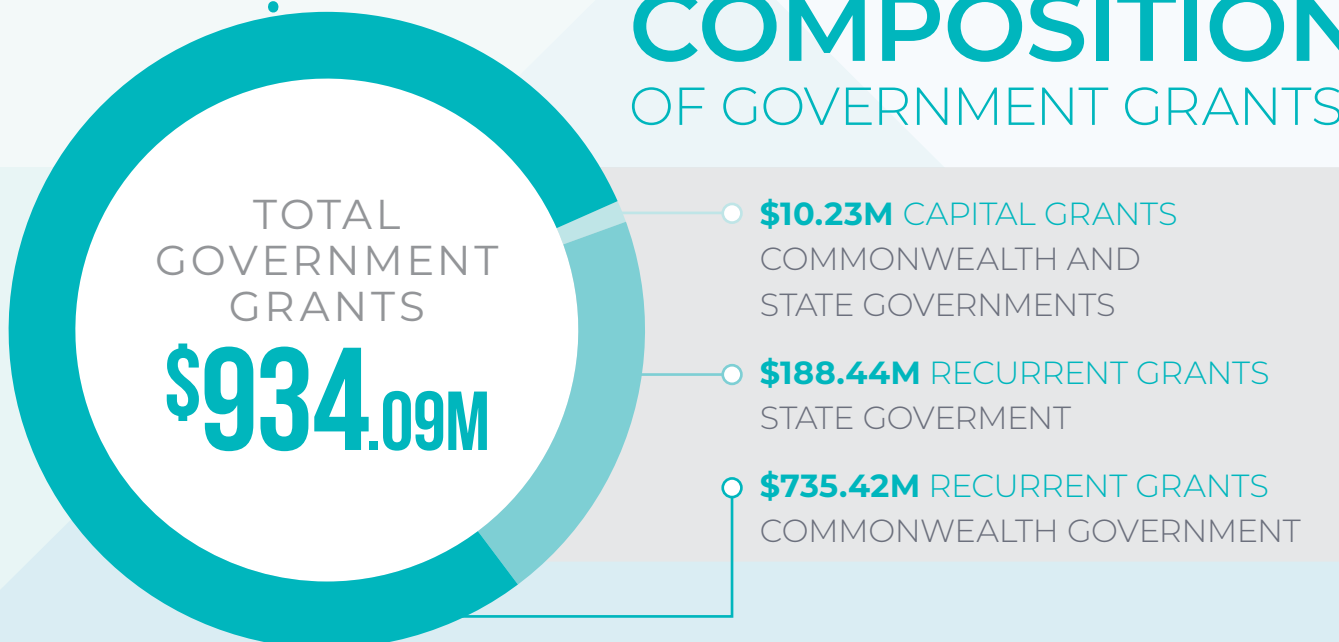 COMPOSITION
OF GOVERNMENT GRANTS
TOTAL
GOVERNMENT
GRANTS
$934.09M
$10.23M CAPITAL GRANTS
COMMONWEALTH AND
STATE GOVERNMENTS
$188.44M RECURRENT GRANTS
STATE GOVERMENT
$735.42M RECURRENT GRANTS
COMMONWEALTH GOVERNMENT